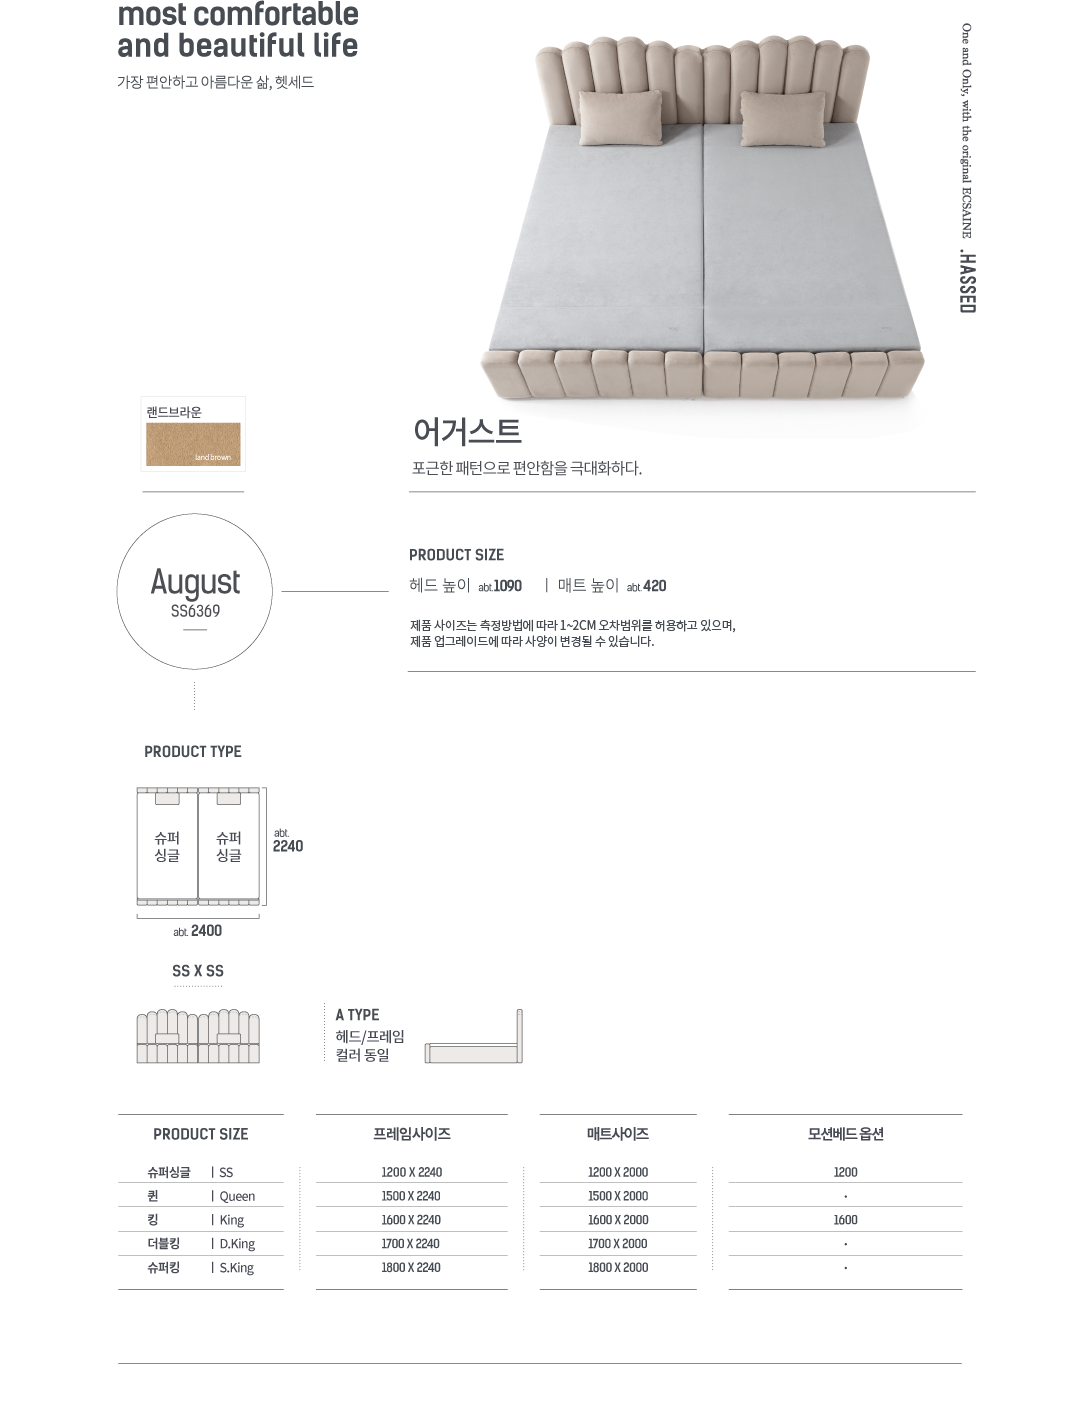 most comfortable
and beautiful life
가장 편안하고 아름다운 삶, 헷세드
One and Only, with the original ECSAINE .HASSED
랜드브라운
land brown
어거스트
포근한 패턴으로 편안함을 극대화하다.
August
SS6369
PRODUCT SIZE
헤드 높이 abt.1090 | 매트 높이 abt.420
제품 사이즈는 측정방법에 따라 1~2CM 오차범위를 허용하고 있으며,
제품 업그레이드에 따라 사양이 변경될 수 있습니다.
PRODUCT TYPE
슈퍼 싱글
슈퍼 싱글
abt.
2240
abt. 2400
SS X SS
A TYPE
헤드/프레임
컬러 동일
PRODUCT SIZE 프레임사이즈 매트사이즈 모션베드 옵션
슈퍼싱글 | SS 1200 X 2240 1200 X 2000 1200
퀸 | Queen 1500 X 2240 1500 X 2000 ·
킹 | King 1600 X 2240 1600 X 2000 1600
더블킹 | D.King 1700 X 2240 1700 X 2000 ·
슈퍼킹 | S.King 1800 X 2240 1800 X 2000 ·